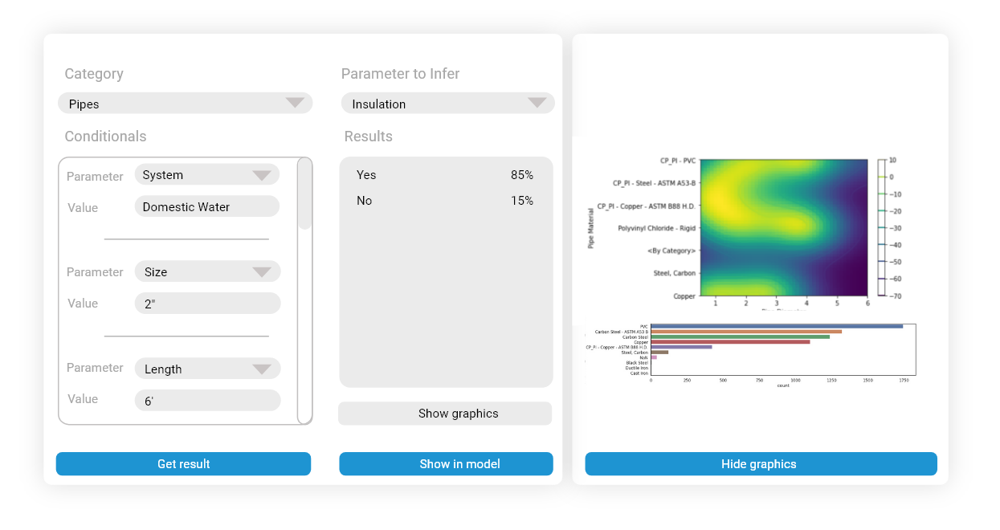 Category
Pipes
Conditionals
Parameter System
Value Domestic Water
Parameter Size
Value 2"
Parameter Length
Value 6'
Get result
Parameter to Infer
Insulation
Results
Yes 85%
No 15%
Show graphics
Show in model
Pipe Material
CP_PI - PVC
CP_PI - Steel - ASTM A53-B
CP_PI - Copper - ASTM B88 H.D.
Polyvinyl Chloride - Rigid
<By Category>
Steel, Carbon
Copper
1 2 3 4 5 6
10
0
−10
−20
−30
−40
−50
−60
−70
PVC
Carbon Steel - ASTM A53 B
Carbon Steel
Copper
CP_PI - Copper - ASTM B88 H.D.
Steel, Carbon
NaN
Black Steel
Ductile Iron
Cast Iron
0 250 500 750 1000 1250 1500 1750
count
Hide graphics